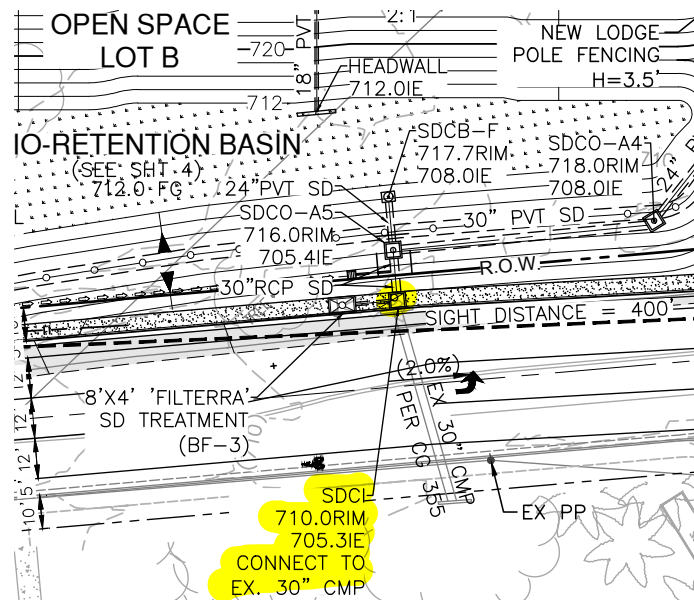 OPEN SPACE
LOT B
720
712
18" PVT
2:1
HEADWALL
712.0IE
NEW LODGE
POLE FENCING
H=3.5'
IO-RETENTION BASIN
(SEE SHT 4)
712.0 FG
SDCB-F
717.7RIM
708.0IE
SDCO-A4
718.0RIM
708.0IE
710
24"
24"PVT SD
SDCO-A5
716.0RIM
705.4IE
30" PVT SD
R.O.W.
30"RCP SD
SIGHT DISTANCE = 400'
8'X4' 'FILTERRA'
SD TREATMENT
(BF-3)
(2.0%)
EX 30" CMP
PER CG 355
5'
12'
12'
12'
5'
10'
SDCI
710.0RIM
705.3IE
CONNECT TO
EX. 30" CMP
EX PP